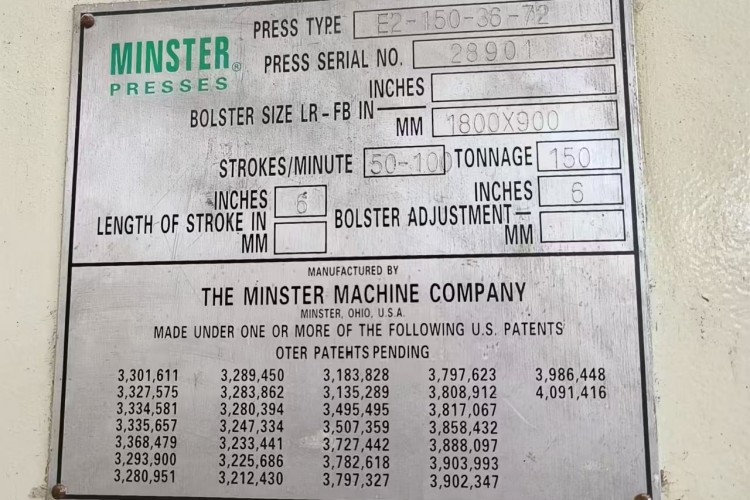 MINSTER®
PRESSES
PRESS TYPE E2-150-36-72
PRESS SERIAL NO. 28901
BOLSTER SIZE LR-FB IN INCHES
MM 1800X900
STROKES/MINUTE 50-100 TONNAGE 150
LENGTH OF STROKE IN INCHES 6
MM
BOLSTER ADJUSTMENT INCHES 6
MM
MANUFACTURED BY
THE MINSTER MACHINE COMPANY
MINSTER, OHIO, U.S.A.
MADE UNDER ONE OR MORE OF THE FOLLOWING U.S. PATENTS
OTER PATEHTS PENDING
3,301,611 3,289,450 3,183,828 3,797,623 3,986,448
3,327,575 3,283,862 3,135,289 3,808,912 4,091,416
3,334,581 3,280,394 3,495,495 3,817,067
3,335,657 3,247,334 3,507,359 3,858,432
3,368,479 3,233,441 3,727,442 3,888,097
3,293,900 3,225,686 3,782,618 3,903,993
3,280,951 3,212,430 3,797,327 3,902,347